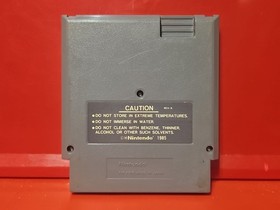 CAUTION
•DO NOT STORE IN EXTREME TEMPERATURES.
•DO NOT IMMERSE IN WATER.
•DO NOT CLEAN WITH BENZENE, THINNER,
ALCOHOL OR OTHER SUCH SOLVENTS.
©Nintendo 1985